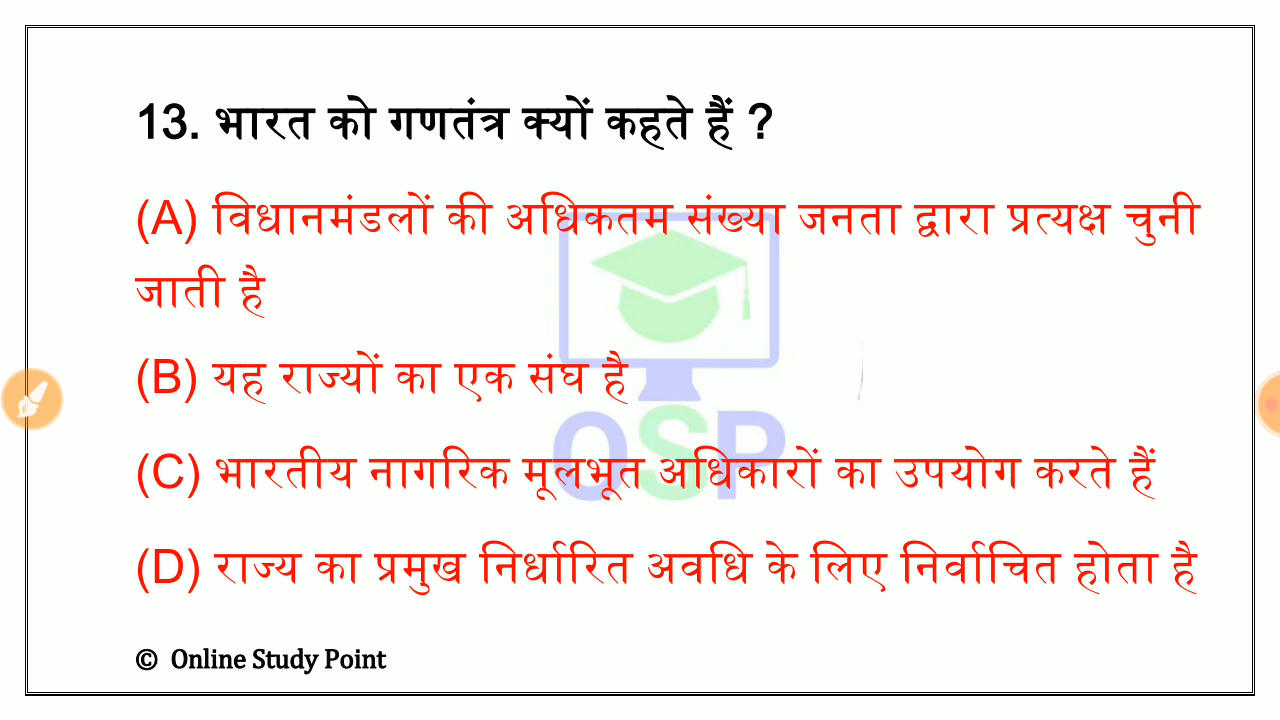 13. भारत को गणतंत्र क्यों कहते हैं ?
(A) विधानमंडलों की अधिकतम संख्या जनता द्वारा प्रत्यक्ष चुनी
जाती है
(B) यह राज्यों का एक संघ है
OSP
(C) भारतीय नागरिक मूलभूत अधिकारों का उपयोग करते हैं
(D) राज्य का प्रमुख निर्धारित अवधि के लिए निर्वाचित होता है
© Online Study Point